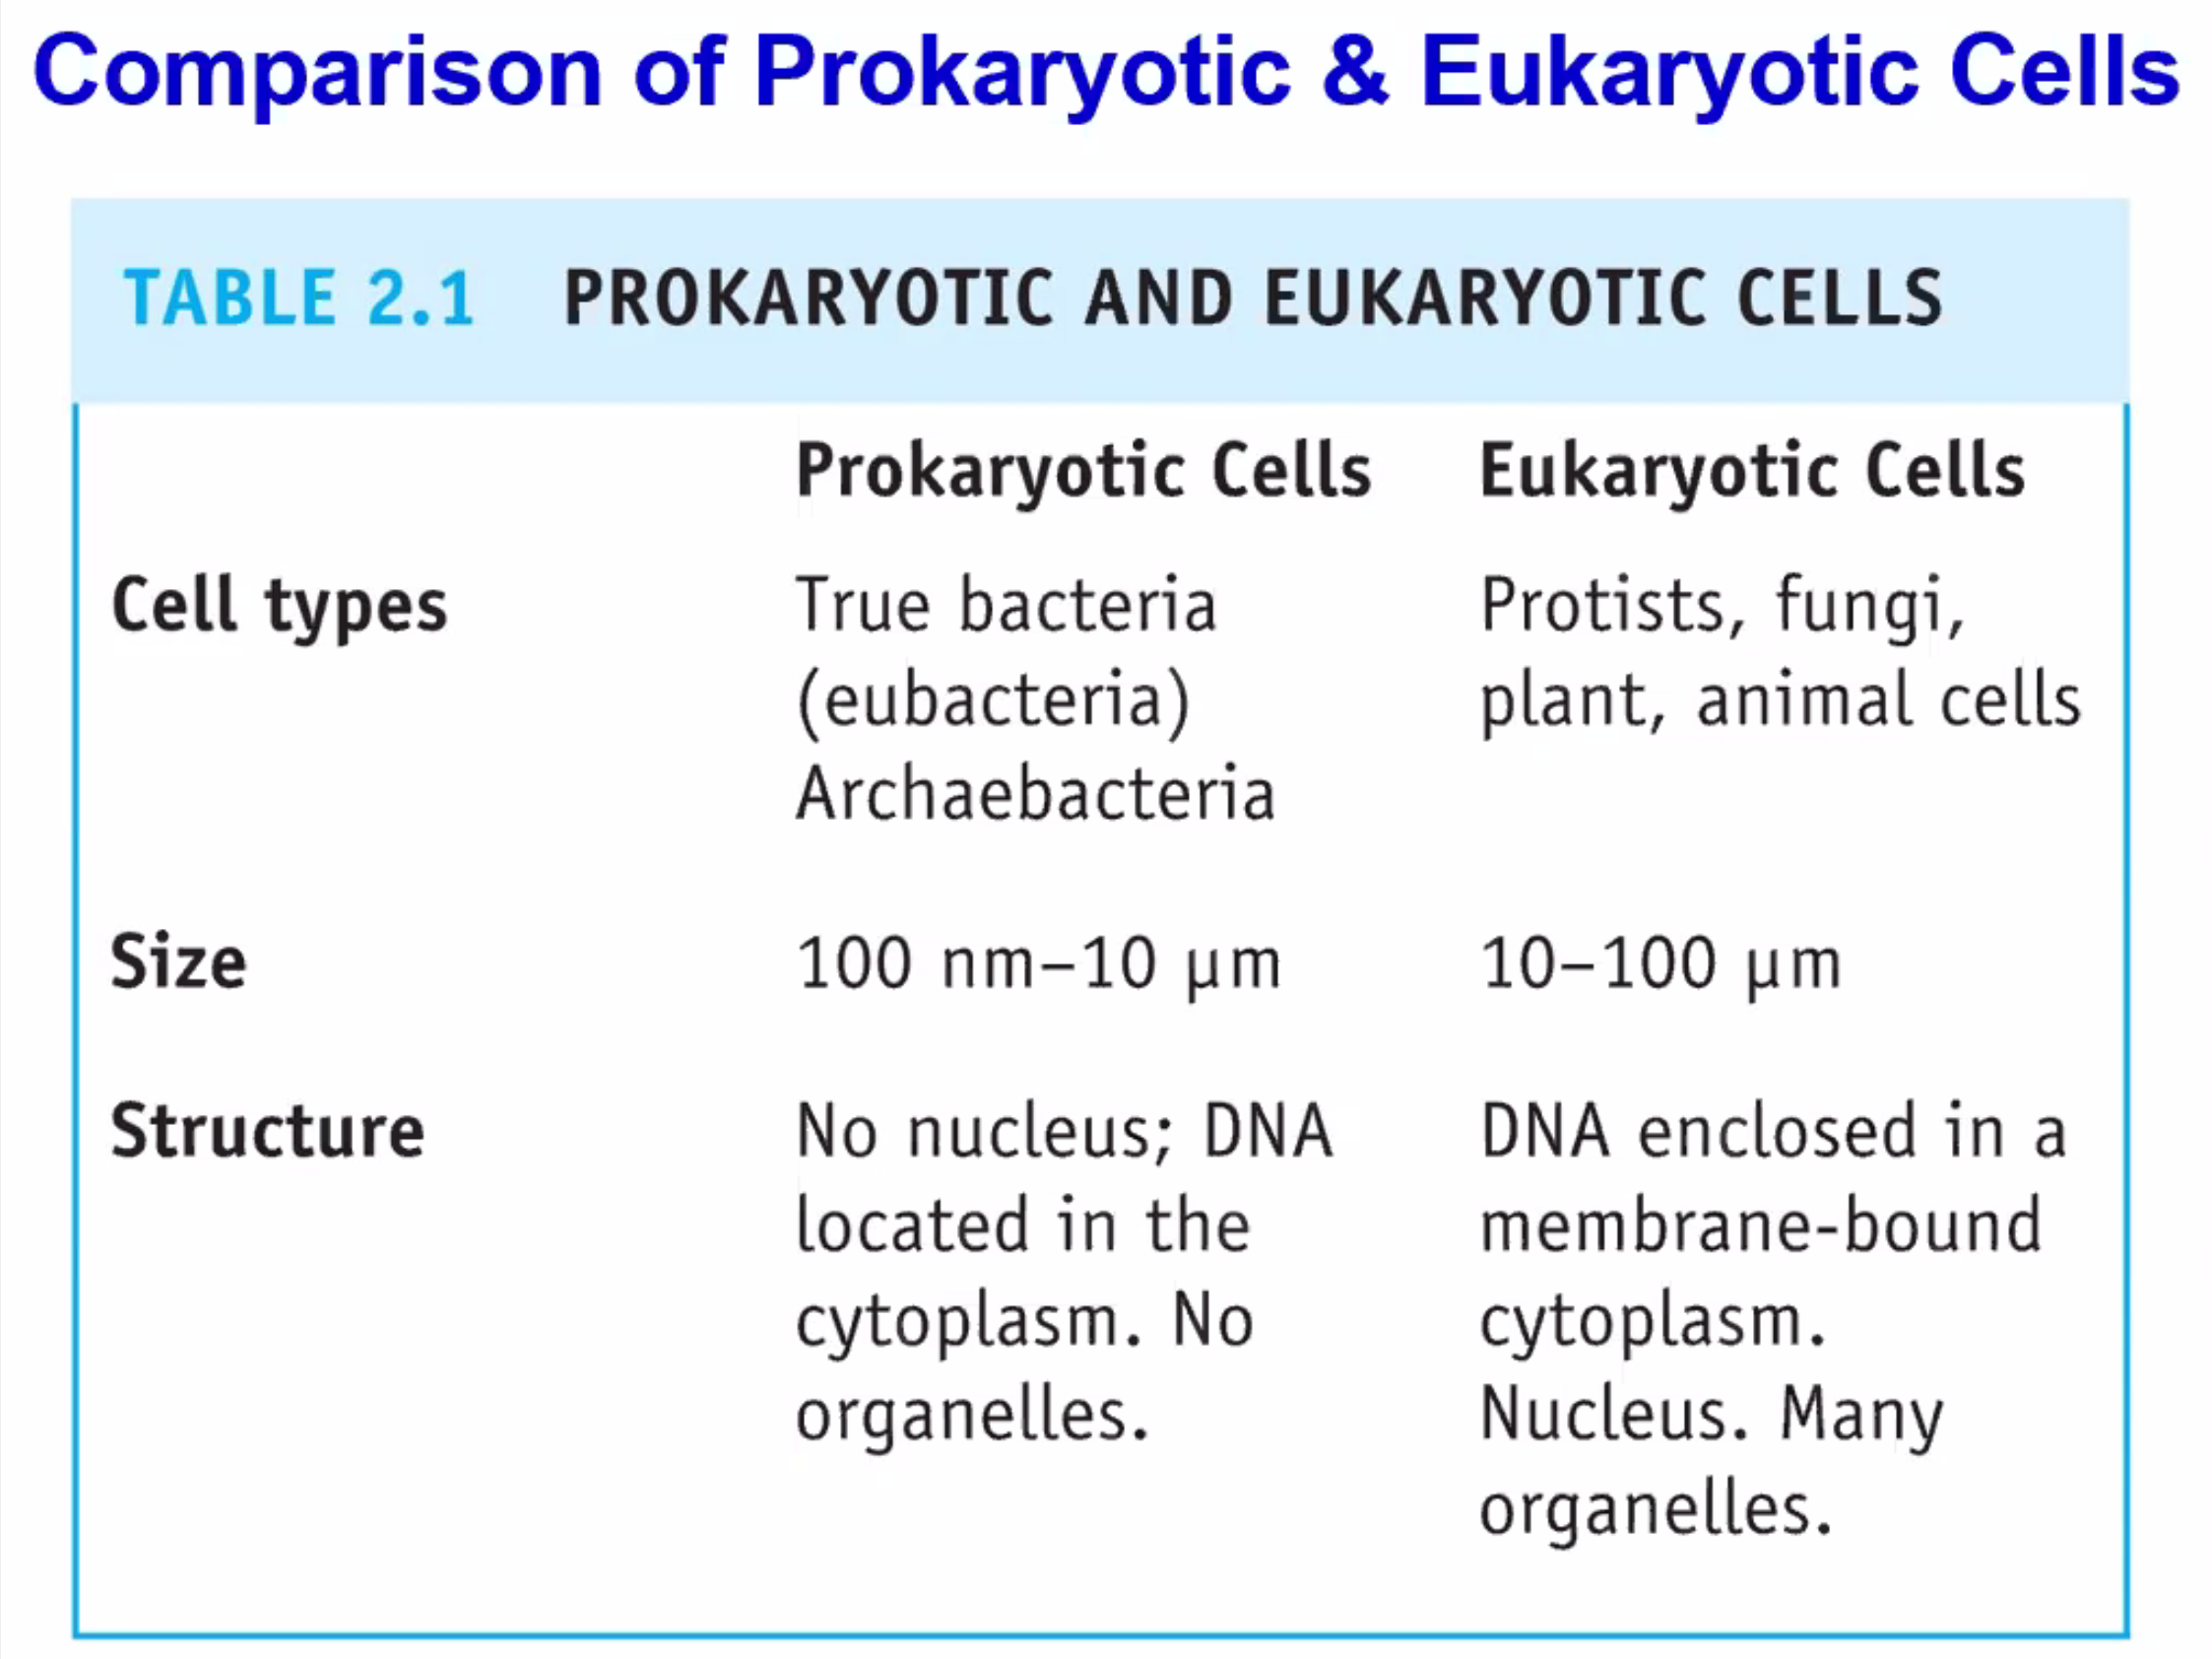 Comparison of Prokaryotic & Eukaryotic Cells
TABLE 2.1 PROKARYOTIC AND EUKARYOTIC CELLS
Prokaryotic Cells Eukaryotic Cells
Cell types True bacteria Protists, fungi,
(eubacteria) plant, animal cells
Archaebacteria
Size 100 nm–10 µm 10–100 µm
Structure No nucleus; DNA DNA enclosed in a
located in the membrane-bound
cytoplasm. No cytoplasm.
organelles. Nucleus. Many
organelles.